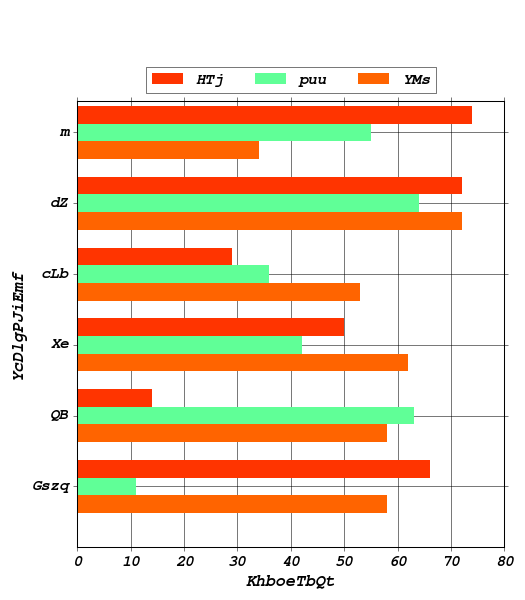 HTj puu YMs
m
dZ
cLb
Xe
QB
Gszq
YcDlgPJiEmf
0 10 20 30 40 50 60 70 80
KhboeTbQt